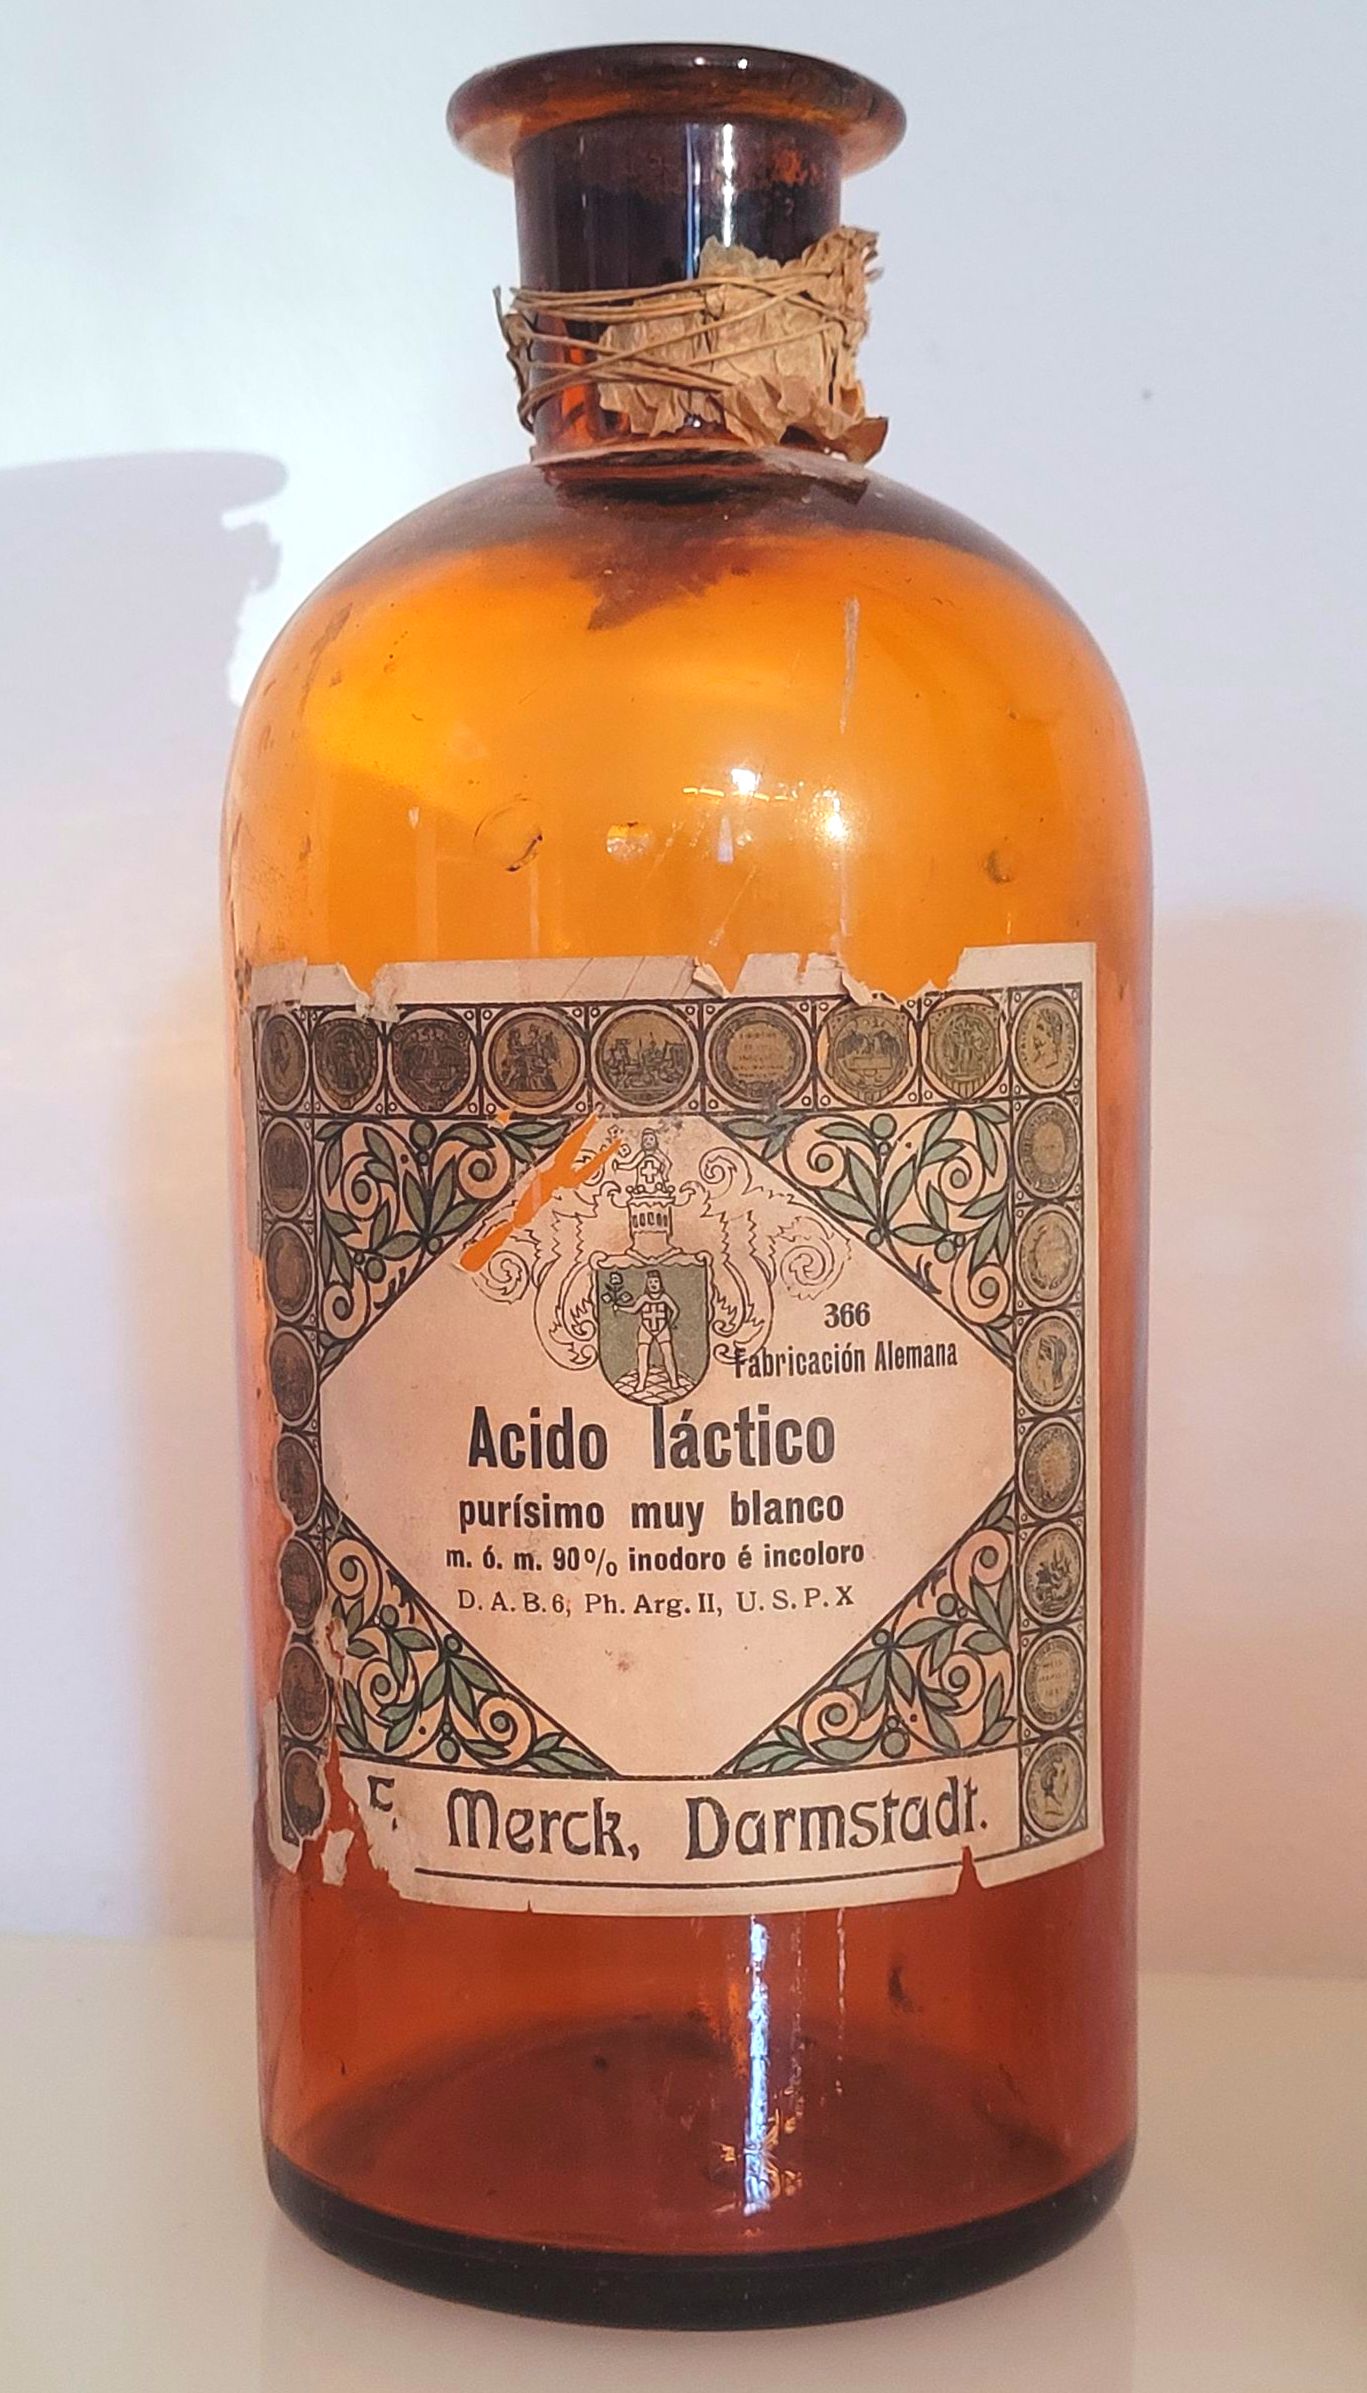 366
Fabricación Alemana
Acido láctico
purísimo muy blanco
m. ó. m. 90% inodoro é incoloro
D. A. B. 6, Ph. Arg. II, U. S. P. X
Merck, Darmstadt.